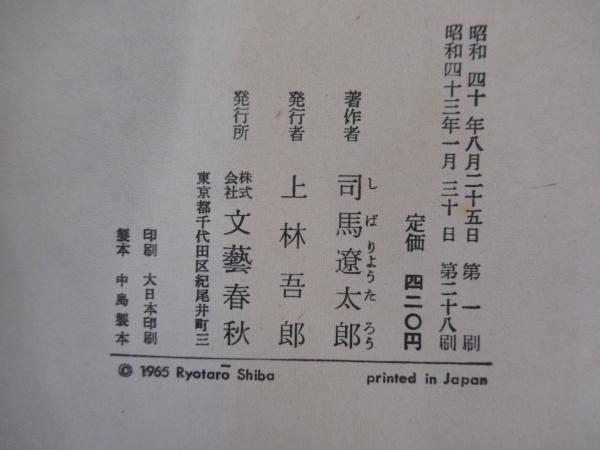 昭和四十年八月二十五日 第一刷
昭和四十三年一月三十日 第二十八刷
定価 四二〇円
しばりようたろう
著作者 司馬遼太郎
発行者 上林吾郎
発行所 株式会社 文藝春秋
東京都千代田区紀尾井町三
印刷 大日本印刷
製本 中島製本
© 1965 Ryotarō Shiba
printed in Japan